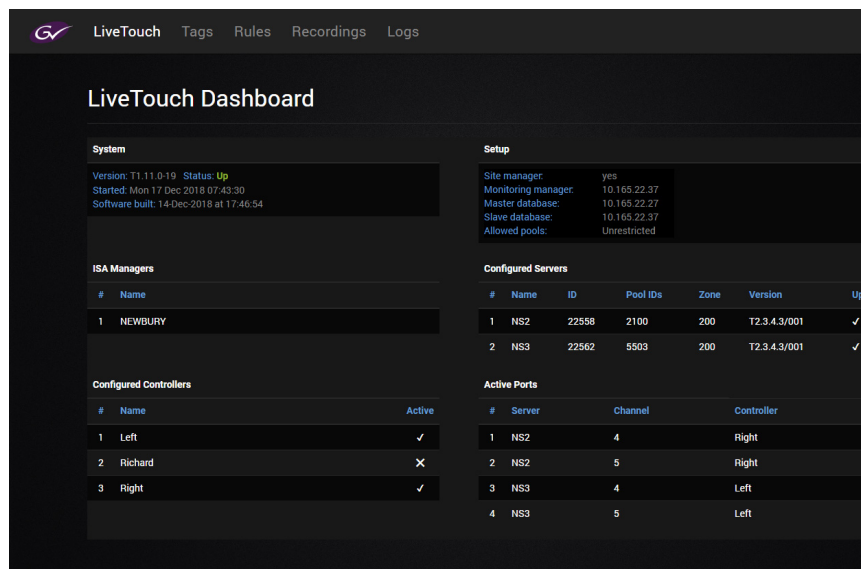 GV LiveTouch Tags Rules Recordings Logs
LiveTouch Dashboard
System
Version: T1.11.0-19 Status: Up
Started: Mon 17 Dec 2018 07:43:30
Software built: 14-Dec-2018 at 17:46:54
Setup
Site manager: yes
Monitoring manager: 10.165.22.37
Master database: 10.165.22.27
Slave database: 10.165.22.37
Allowed pools: Unrestricted
ISA Managers
# Name
1 NEWBURY
Configured Servers
# Name ID Pool IDs Zone Version Up
1 NS2 22558 2100 200 T2.3.4.3/001 ✓
2 NS3 22562 5503 200 T2.3.4.3/001 ✓
Configured Controllers
# Name Active
1 Left ✓
2 Richard ✕
3 Right ✓
Active Ports
# Server Channel Controller
1 NS2 4 Right
2 NS2 5 Right
3 NS3 4 Left
4 NS3 5 Left